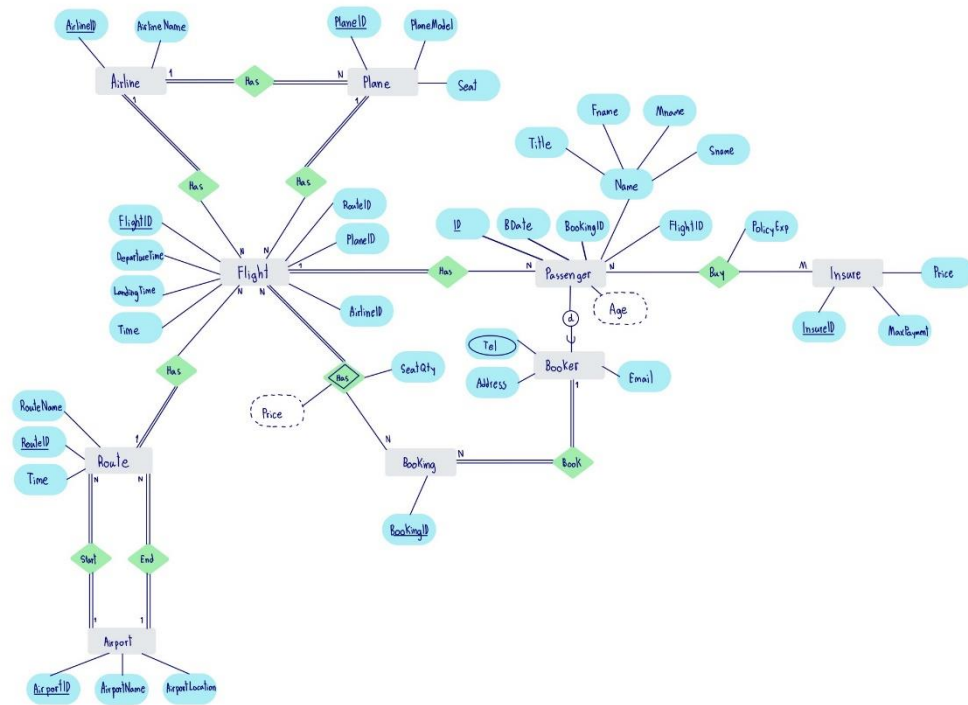 AirlineID
AirlineName
PlaneID
PlaneModel
Airline
1
Has
N
Plane
Seat
1
1
Fname
Mname
Title
Sname
Name
Has
Has
FlightID
RouteID
DepartureTime
PlaneID
LandingTime
Time
AirlineID
N
N
Flight
1
N
N
Has
N
Passenger
N
ID
BDate
BookingID
FlightID
PolicyExp
Buy
M
Insure
Price
InsureID
MaxPayment
Age
d
Tel
Booker
Address
Email
1
Has
Has
SeatQty
Price
RouteName
RouteID
Time
1
Route
N
N
N
Booking
N
Book
BookingID
Start
End
1
1
Airport
AirportID
AirportName
AirportLocation